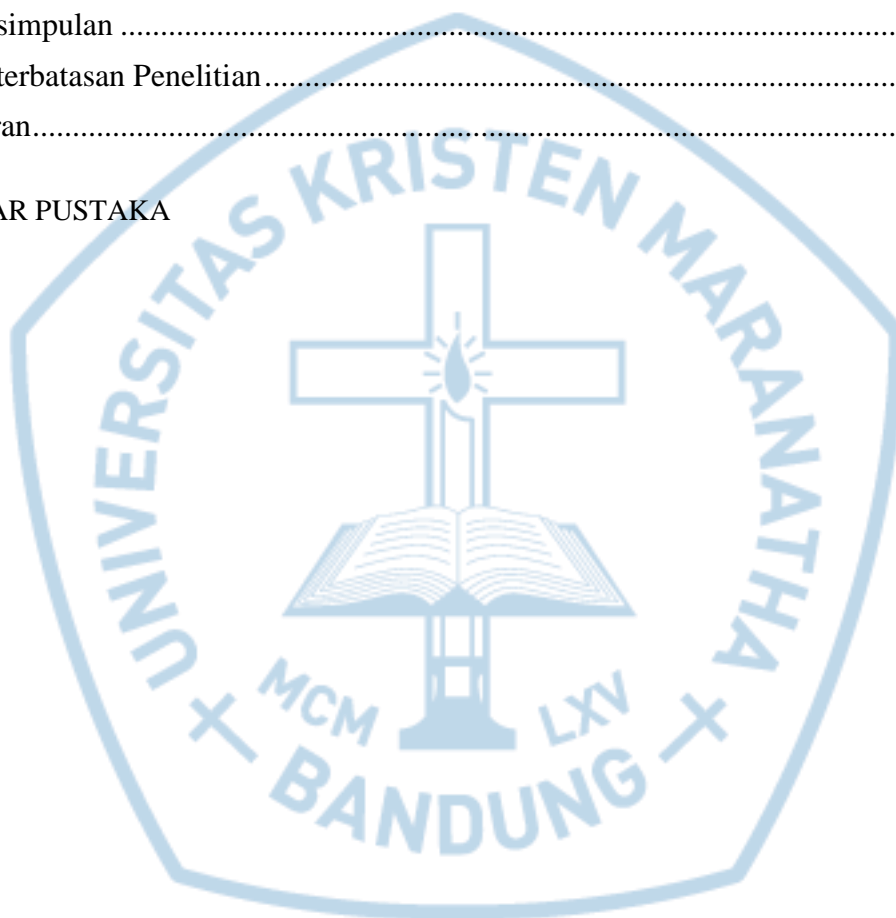 simpulan ....................................................................................................
terbatasan Penelitian................................................................................
ran..............................................................................................................
AR PUSTAKA
UNIVERSITAS KRISTEN MARANATHA
MCM LXV
BANDUNG